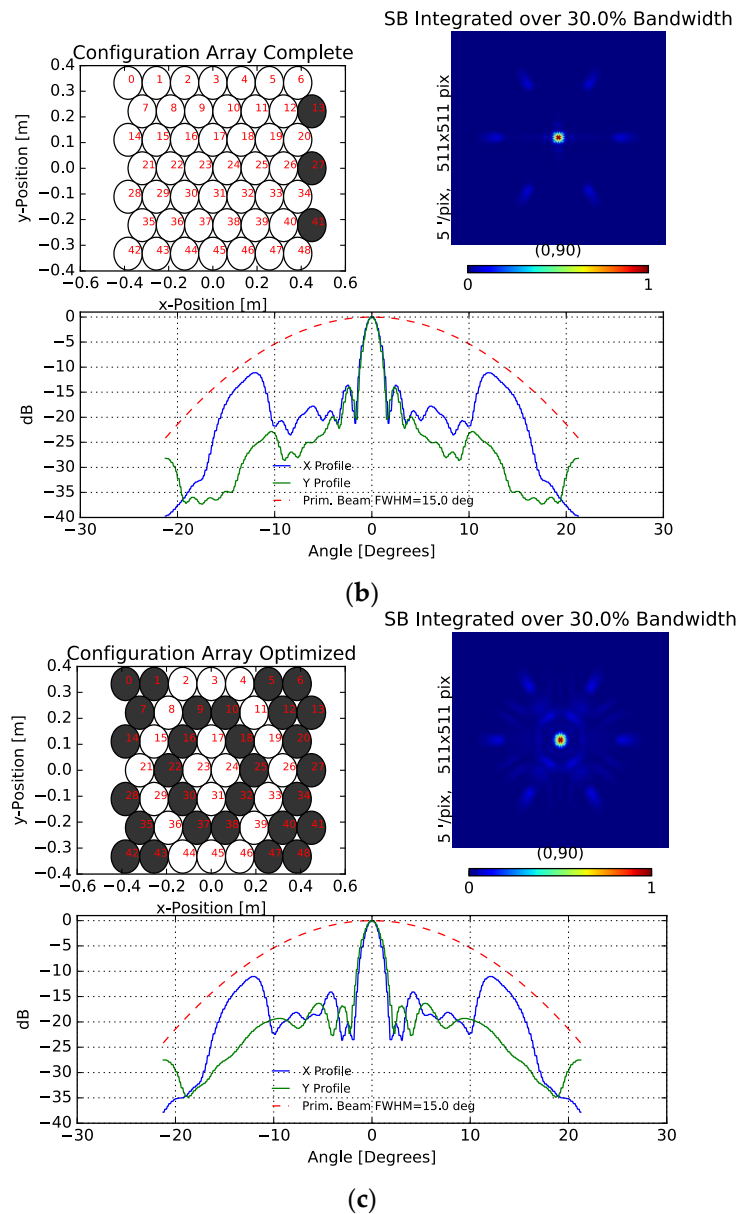 SB Integrated over 30.0% Bandwidth
Configuration Array Complete
0.4
0.3
0.2
0.1
0.0
−0.1
−0.2
−0.3
−0.4
y-Position [m]
0 1 2 3 4 5 6
7 8 9 10 11 12 13
14 15 16 17 18 19 20
21 22 23 24 25 26 27
28 29 30 31 32 33 34
35 36 37 38 39 40 41
42 43 44 45 46 47 48
−0.6 −0.4 −0.2 0.0 0.2 0.4 0.6
x-Position [m]
5 '/pix, 511x511 pix
(0,90)
0 1
0
−5
−10
−15
−20
−25
−30
−35
−40
dB
X Profile
Y Profile
Prim. Beam FWHM=15.0 deg
−30 −20 −10 0 10 20 30
Angle [Degrees]
(b)
SB Integrated over 30.0% Bandwidth
Configuration Array Optimized
0.4
0.3
0.2
0.1
0.0
−0.1
−0.2
−0.3
−0.4
y-Position [m]
0 1 2 3 4 5 6
7 8 9 10 11 12 13
14 15 16 17 18 19 20
21 22 23 24 25 26 27
28 29 30 31 32 33 34
35 36 37 38 39 40 41
42 43 44 45 46 47 48
−0.6 −0.4 −0.2 0.0 0.2 0.4 0.6
x-Position [m]
5 '/pix, 511x511 pix
(0,90)
0 1
0
−5
−10
−15
−20
−25
−30
−35
−40
dB
X Profile
Y Profile
Prim. Beam FWHM=15.0 deg
−30 −20 −10 0 10 20 30
Angle [Degrees]
(c)